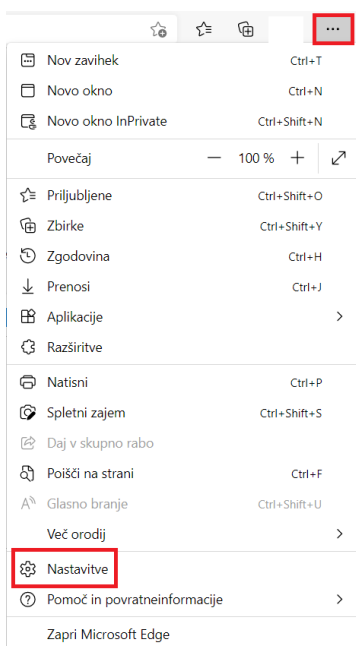 Nov zavihek Ctrl+T
Novo okno Ctrl+N
Novo okno InPrivate Ctrl+Shift+N
Povečaj — 100 % +
Priljubljene Ctrl+Shift+O
Zbirke Ctrl+Shift+Y
Zgodovina Ctrl+H
Prenosi Ctrl+J
Aplikacije
Razširitve
Natisni Ctrl+P
Spletni zajem Ctrl+Shift+S
Daj v skupno rabo
Poišči na strani Ctrl+F
Glasno branje Ctrl+Shift+U
Več orodij
Nastavitve
Pomoč in povratneinformacije
Zapri Microsoft Edge